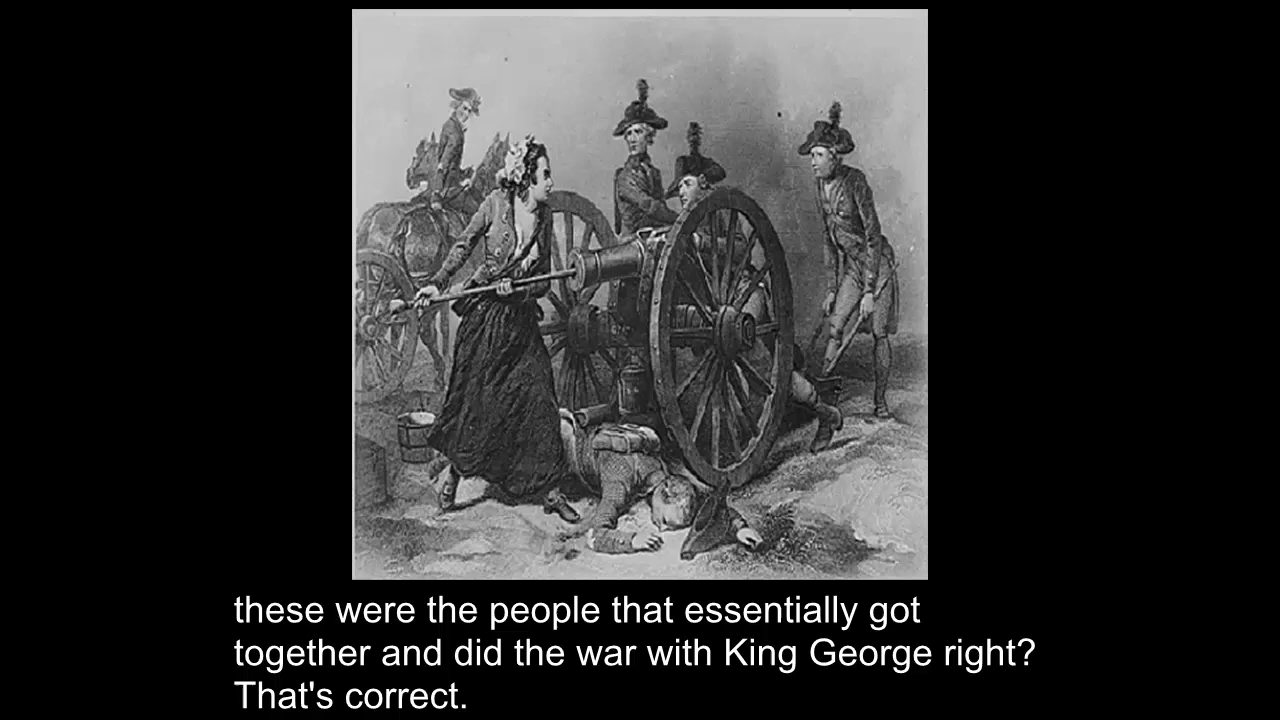 these were the people that essentially got
together and did the war with King George right?
That's correct.